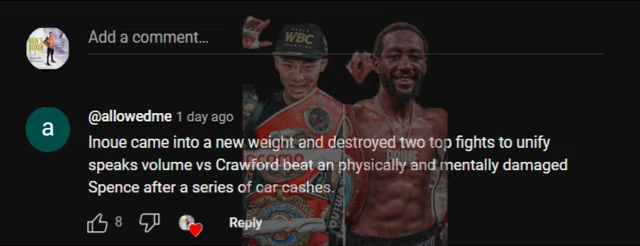 Add a comment...
@allowedme 1 day ago
a
Inoue came into a new weight and destroyed two top fights to unify
speaks volume vs Crawford beat an physically and mentally damaged
Spence after a series of car cashes.
8
Reply
WBC